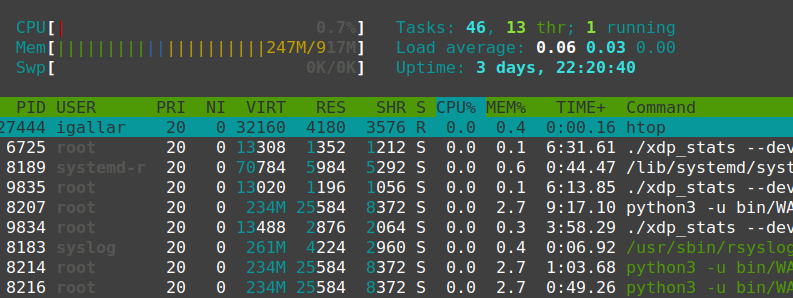 CPU[| 0.7%] Tasks: 46, 13 thr; 1 running
Mem[||||||||||||||||||||247M/917M] Load average: 0.06 0.03 0.00
Swp[ 0K/0K] Uptime: 3 days, 22:20:40
PID USER PRI NI VIRT RES SHR S CPU% MEM% TIME+ Command
27444 igallar 20 0 32160 4180 3576 R 0.0 0.4 0:00.16 htop
6725 root 20 0 13308 1352 1212 S 0.0 0.1 6:31.61 ./xdp_stats --dev
8189 systemd-r 20 0 70784 5984 5292 S 0.0 0.6 0:44.47 /lib/systemd/syst
9835 root 20 0 13020 1196 1056 S 0.0 0.1 6:13.85 ./xdp_stats --dev
8207 root 20 0 234M 25584 8372 S 0.0 2.7 9:17.10 python3 -u bin/WA
9834 root 20 0 13488 2876 2064 S 0.0 0.3 3:58.29 ./xdp_stats --dev
8183 syslog 20 0 261M 4224 2960 S 0.0 0.4 0:06.92 /usr/sbin/rsyslog
8214 root 20 0 234M 25584 8372 S 0.0 2.7 1:03.68 python3 -u bin/WA
8216 root 20 0 234M 25584 8372 S 0.0 2.7 0:49.26 python3 -u bin/WA